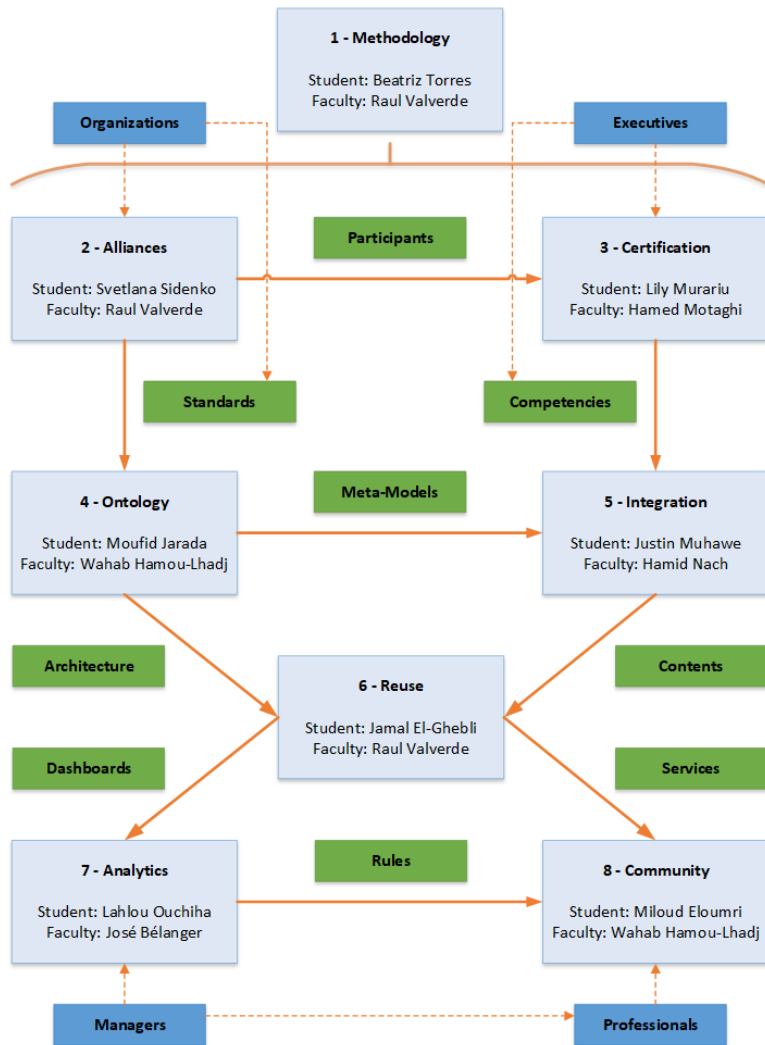 1 - Methodology
Student: Beatriz Torres
Faculty: Raul Valverde
Organizations
Executives
2 - Alliances
Student: Svetlana Sidenko
Faculty: Raul Valverde
Participants
3 - Certification
Student: Lily Murariu
Faculty: Hamed Motaghi
Standards
Competencies
4 - Ontology
Student: Moufid Jarada
Faculty: Wahab Hamou-Lhadj
Meta-Models
5 - Integration
Student: Justin Muhawe
Faculty: Hamid Nach
Architecture
Contents
6 - Reuse
Student: Jamal El-Ghebli
Faculty: Raul Valverde
Dashboards
Services
7 - Analytics
Student: Lahlou Ouchiha
Faculty: José Bélanger
Rules
8 - Community
Student: Miloud Eloumri
Faculty: Wahab Hamou-Lhadj
Managers
Professionals